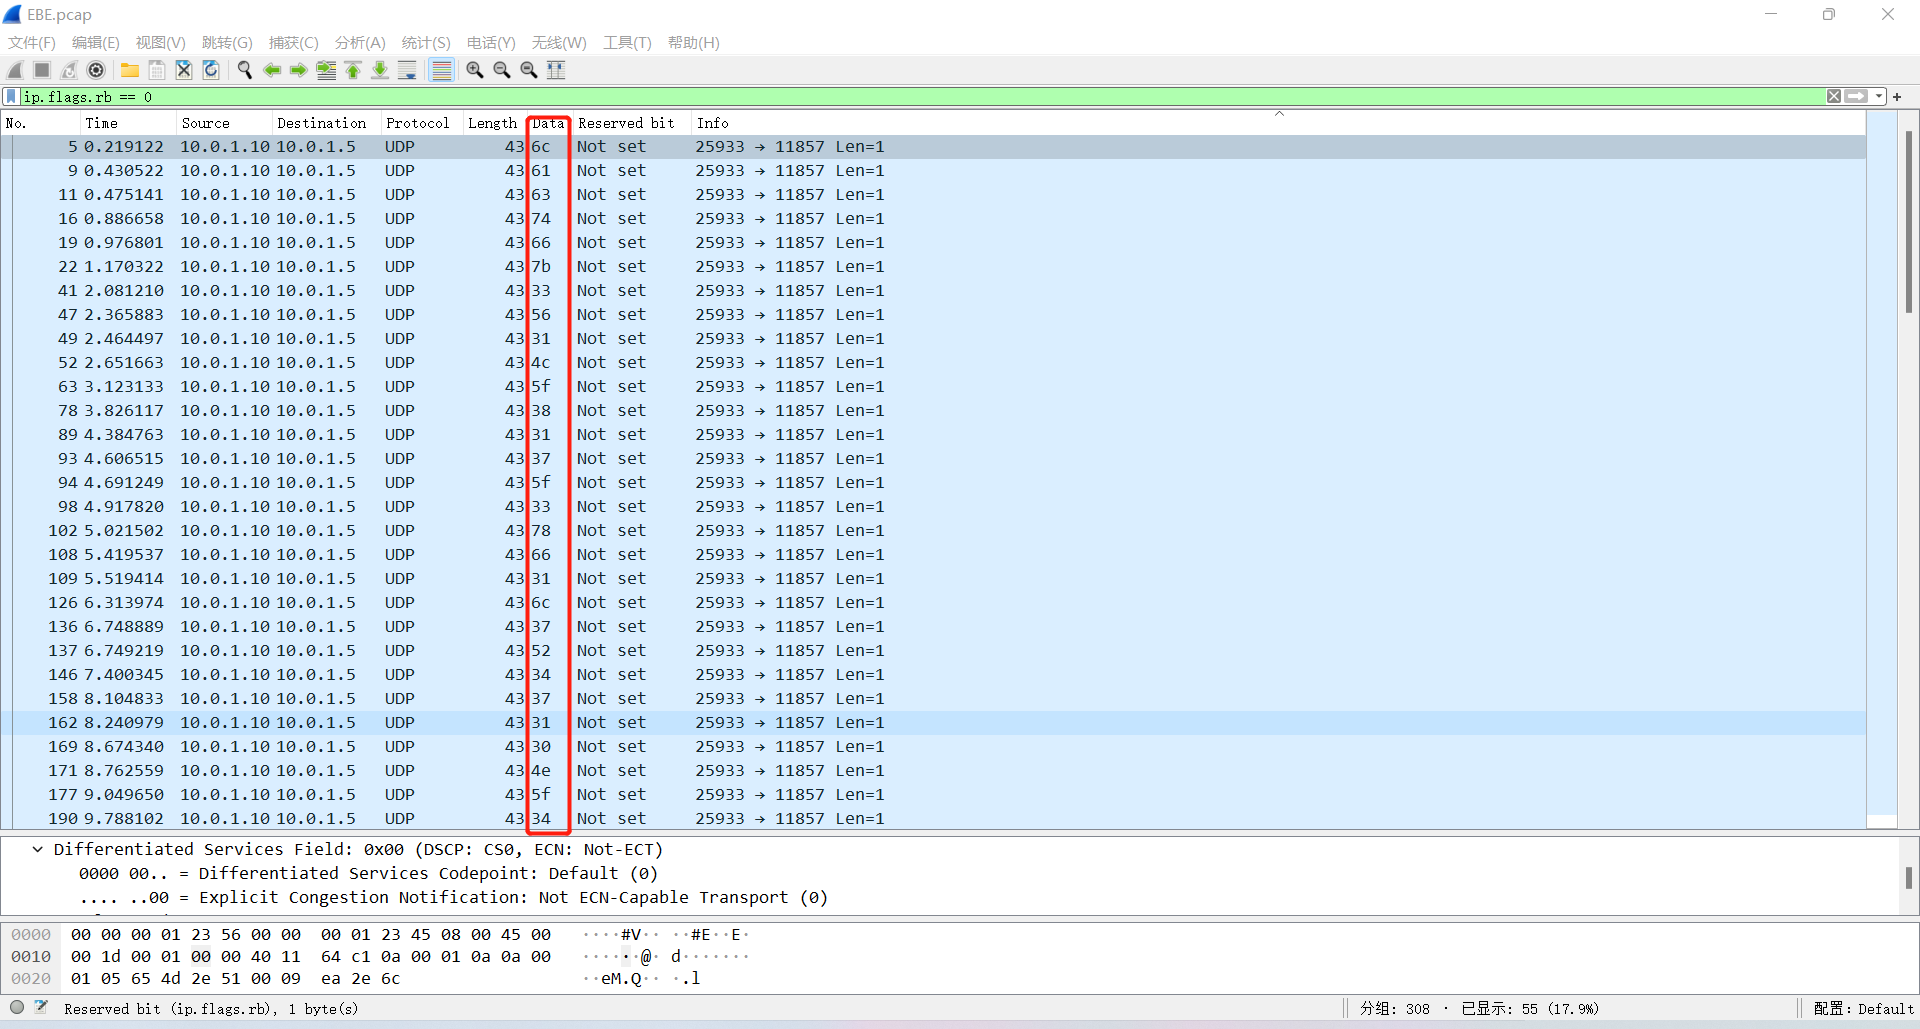 EBE.pcap
文件(F) 编辑(E) 视图(V) 跳转(G) 捕获(C) 分析(A) 统计(S) 电话(Y) 无线(W) 工具(T) 帮助(H)
ip.flags.rb == 0
No. Time Source Destination Protocol Length Data Reserved bit Info
5 0.219122 10.0.1.10 10.0.1.5 UDP 43 6c Not set 25933 → 11857 Len=1
9 0.430522 10.0.1.10 10.0.1.5 UDP 43 61 Not set 25933 → 11857 Len=1
11 0.475141 10.0.1.10 10.0.1.5 UDP 43 63 Not set 25933 → 11857 Len=1
16 0.886658 10.0.1.10 10.0.1.5 UDP 43 74 Not set 25933 → 11857 Len=1
19 0.976801 10.0.1.10 10.0.1.5 UDP 43 66 Not set 25933 → 11857 Len=1
22 1.170322 10.0.1.10 10.0.1.5 UDP 43 7b Not set 25933 → 11857 Len=1
41 2.081210 10.0.1.10 10.0.1.5 UDP 43 33 Not set 25933 → 11857 Len=1
47 2.365883 10.0.1.10 10.0.1.5 UDP 43 56 Not set 25933 → 11857 Len=1
49 2.464497 10.0.1.10 10.0.1.5 UDP 43 31 Not set 25933 → 11857 Len=1
52 2.651663 10.0.1.10 10.0.1.5 UDP 43 4c Not set 25933 → 11857 Len=1
63 3.123133 10.0.1.10 10.0.1.5 UDP 43 5f Not set 25933 → 11857 Len=1
78 3.826117 10.0.1.10 10.0.1.5 UDP 43 38 Not set 25933 → 11857 Len=1
89 4.384763 10.0.1.10 10.0.1.5 UDP 43 31 Not set 25933 → 11857 Len=1
93 4.606515 10.0.1.10 10.0.1.5 UDP 43 37 Not set 25933 → 11857 Len=1
94 4.691249 10.0.1.10 10.0.1.5 UDP 43 5f Not set 25933 → 11857 Len=1
98 4.917820 10.0.1.10 10.0.1.5 UDP 43 33 Not set 25933 → 11857 Len=1
102 5.021502 10.0.1.10 10.0.1.5 UDP 43 78 Not set 25933 → 11857 Len=1
108 5.419537 10.0.1.10 10.0.1.5 UDP 43 66 Not set 25933 → 11857 Len=1
109 5.519414 10.0.1.10 10.0.1.5 UDP 43 31 Not set 25933 → 11857 Len=1
126 6.313974 10.0.1.10 10.0.1.5 UDP 43 6c Not set 25933 → 11857 Len=1
136 6.748889 10.0.1.10 10.0.1.5 UDP 43 37 Not set 25933 → 11857 Len=1
137 6.749219 10.0.1.10 10.0.1.5 UDP 43 52 Not set 25933 → 11857 Len=1
146 7.400345 10.0.1.10 10.0.1.5 UDP 43 34 Not set 25933 → 11857 Len=1
158 8.104833 10.0.1.10 10.0.1.5 UDP 43 37 Not set 25933 → 11857 Len=1
162 8.240979 10.0.1.10 10.0.1.5 UDP 43 31 Not set 25933 → 11857 Len=1
169 8.674340 10.0.1.10 10.0.1.5 UDP 43 30 Not set 25933 → 11857 Len=1
171 8.762559 10.0.1.10 10.0.1.5 UDP 43 4e Not set 25933 → 11857 Len=1
177 9.049650 10.0.1.10 10.0.1.5 UDP 43 5f Not set 25933 → 11857 Len=1
190 9.788102 10.0.1.10 10.0.1.5 UDP 43 34 Not set 25933 → 11857 Len=1
Differentiated Services Field: 0x00 (DSCP: CS0, ECN: Not-ECT)
0000 00.. = Differentiated Services Codepoint: Default (0)
.... ..00 = Explicit Congestion Notification: Not ECN-Capable Transport (0)
0000 00 00 00 01 23 56 00 00 00 01 23 45 08 00 45 00 ····#V·· ··#E··E·
0010 00 1d 00 01 00 00 40 11 64 c1 0a 00 01 0a 0a 00 ······@· d·······
0020 01 05 65 4d 2e 51 00 09 ea 2e 6c ··eM.Q·· ·.l
Reserved bit (ip.flags.rb), 1 byte(s) 分组: 308 · 已显示: 55 (17.9%) 配置: Default